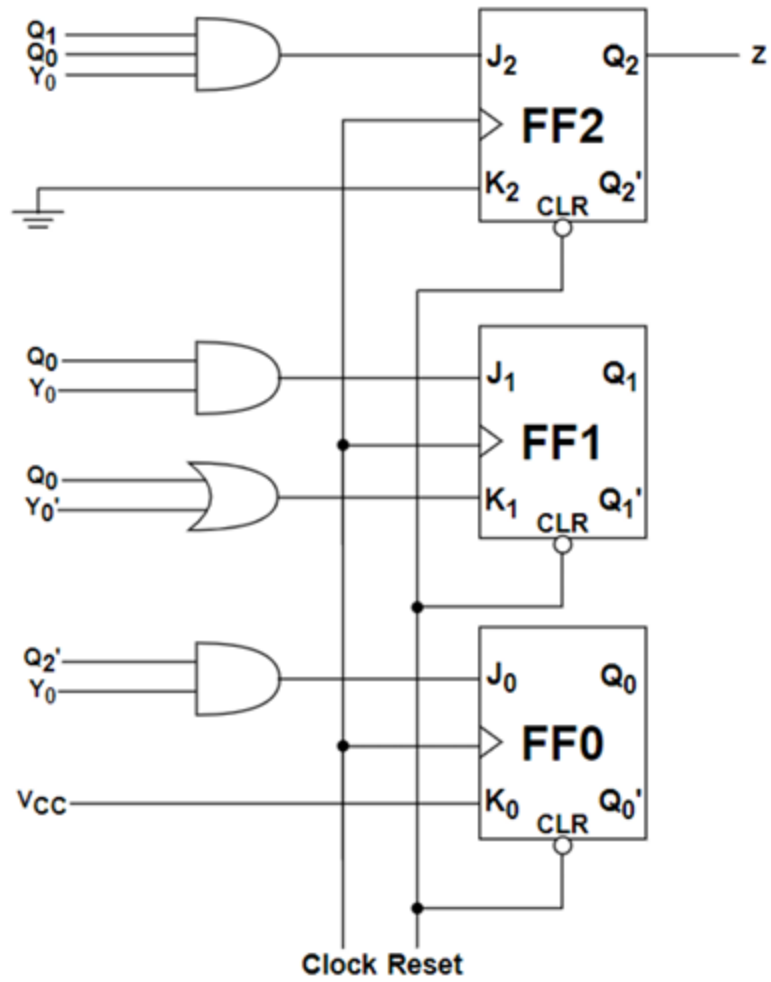 Q1
Q0
Y0
J2
Q2
Z
FF2
K2
Q2'
CLR
Q0
Y0
J1
Q1
FF1
Q0
Y0'
K1
Q1'
CLR
Q2'
Y0
J0
Q0
FF0
VCC
K0
Q0'
CLR
Clock Reset